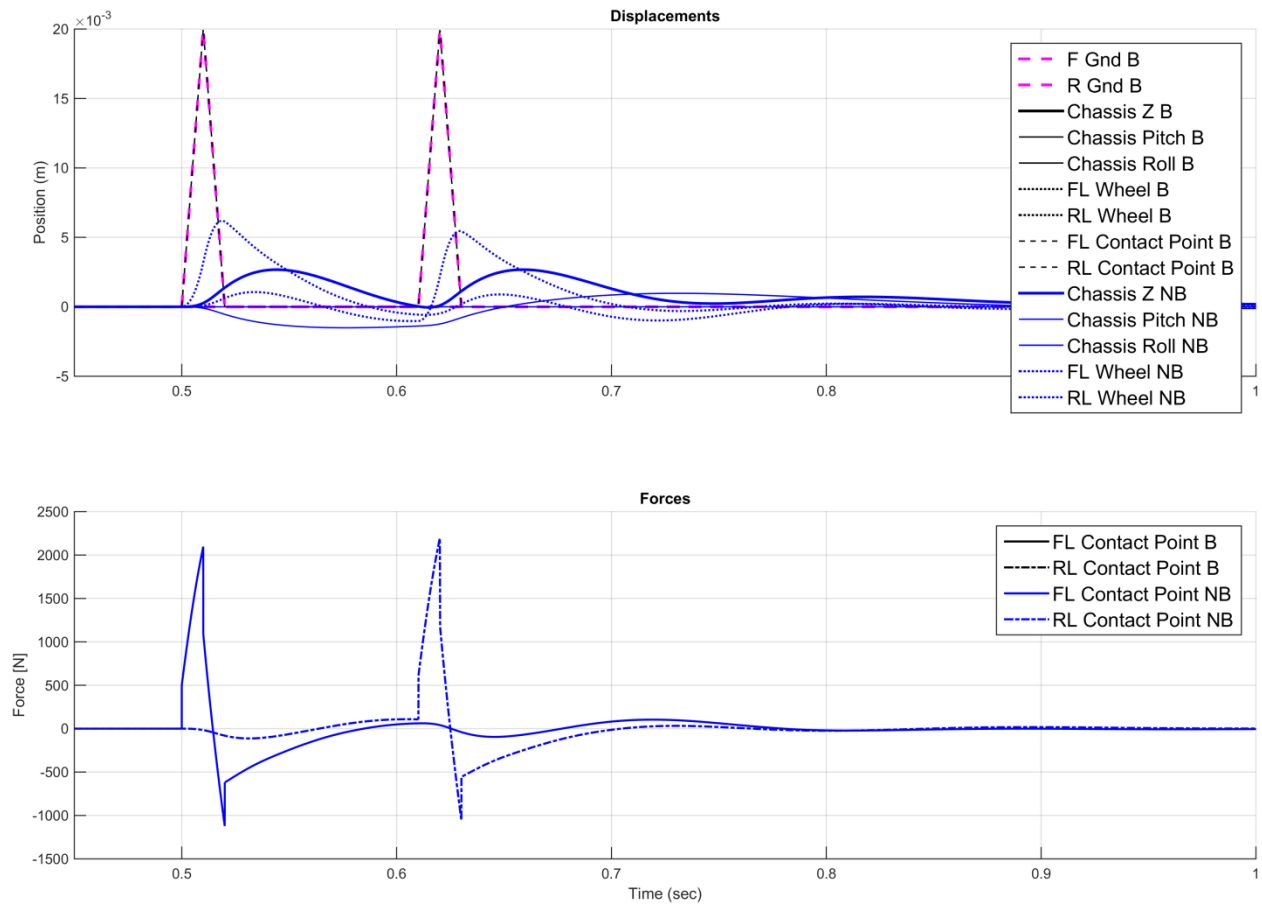 Displacements
×10⁻³
20
15
10
5
0
-5
Position (m)
0.5
0.6
0.7
0.8
1
F Gnd B
R Gnd B
Chassis Z B
Chassis Pitch B
Chassis Roll B
FL Wheel B
RL Wheel B
FL Contact Point B
RL Contact Point B
Chassis Z NB
Chassis Pitch NB
Chassis Roll NB
FL Wheel NB
RL Wheel NB
Forces
2500
2000
1500
1000
500
0
-500
-1000
-1500
Force [N]
FL Contact Point B
RL Contact Point B
FL Contact Point NB
RL Contact Point NB
0.5
0.6
0.7
0.8
0.9
1
Time (sec)